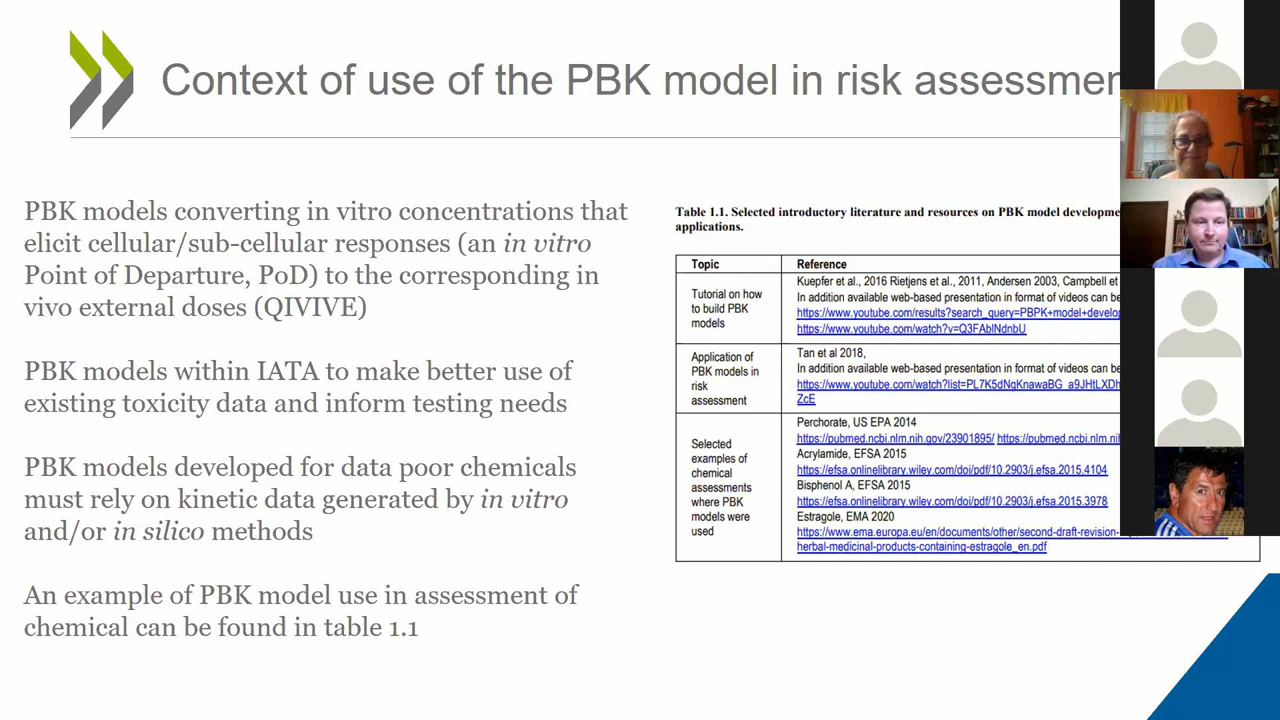 Context of use of the PBK model in risk
PBK models converting in vitro concentrations that
elicit cellular/sub-cellular responses (an in vitro
Point of Departure, PoD) to the corresponding in
vivo external doses (QIVIVE)
PBK models within IATA to make better use of
existing toxicity data and inform testing needs
PBK models developed for data poor chemicals
must rely on kinetic data generated by in vitro
and/or in silico methods
An example of PBK model use in assessment of
chemical can be found in table 1.1
Table 1.1. Selected introductory literature and resources on PBK model
applications.
Topic
Reference
Tutorial on how
to build PBK
models
Kuepfer et al., 2016 Rietjens et al., 2011, Andersen 2003, Campbell et
In addition available web-based presentation in format of videos can be
https://www.youtube.com/results?search_query=PBPK+model+develop
https://www.youtube.com/watch?v=Q3FAblNdnbU
Application of
PBK models in
risk
assessment
Tan et al 2018,
In addition available web-based presentation in format of videos can be
https://www.youtube.com/watch?list=PL7K5dNqKnawaBG_a9JHtLXDh
ZcE
Selected
examples of
chemical
assessments
where PBK
models were
used
Perchorate, US EPA 2014
https://pubmed.ncbi.nlm.nih.gov/23901895/ https://pubmed.ncbi.nlm.nih
Acrylamide, EFSA 2015
https://efsa.onlinelibrary.wiley.com/doi/pdf/10.2903/j.efsa.2015.4104
Bisphenol A, EFSA 2015
https://efsa.onlinelibrary.wiley.com/doi/pdf/10.2903/j.efsa.2015.3978
Estragole, EMA 2020
https://www.ema.europa.eu/en/documents/other/second-draft-revision-
herbal-medicinal-products-containing-estragole_en.pdf